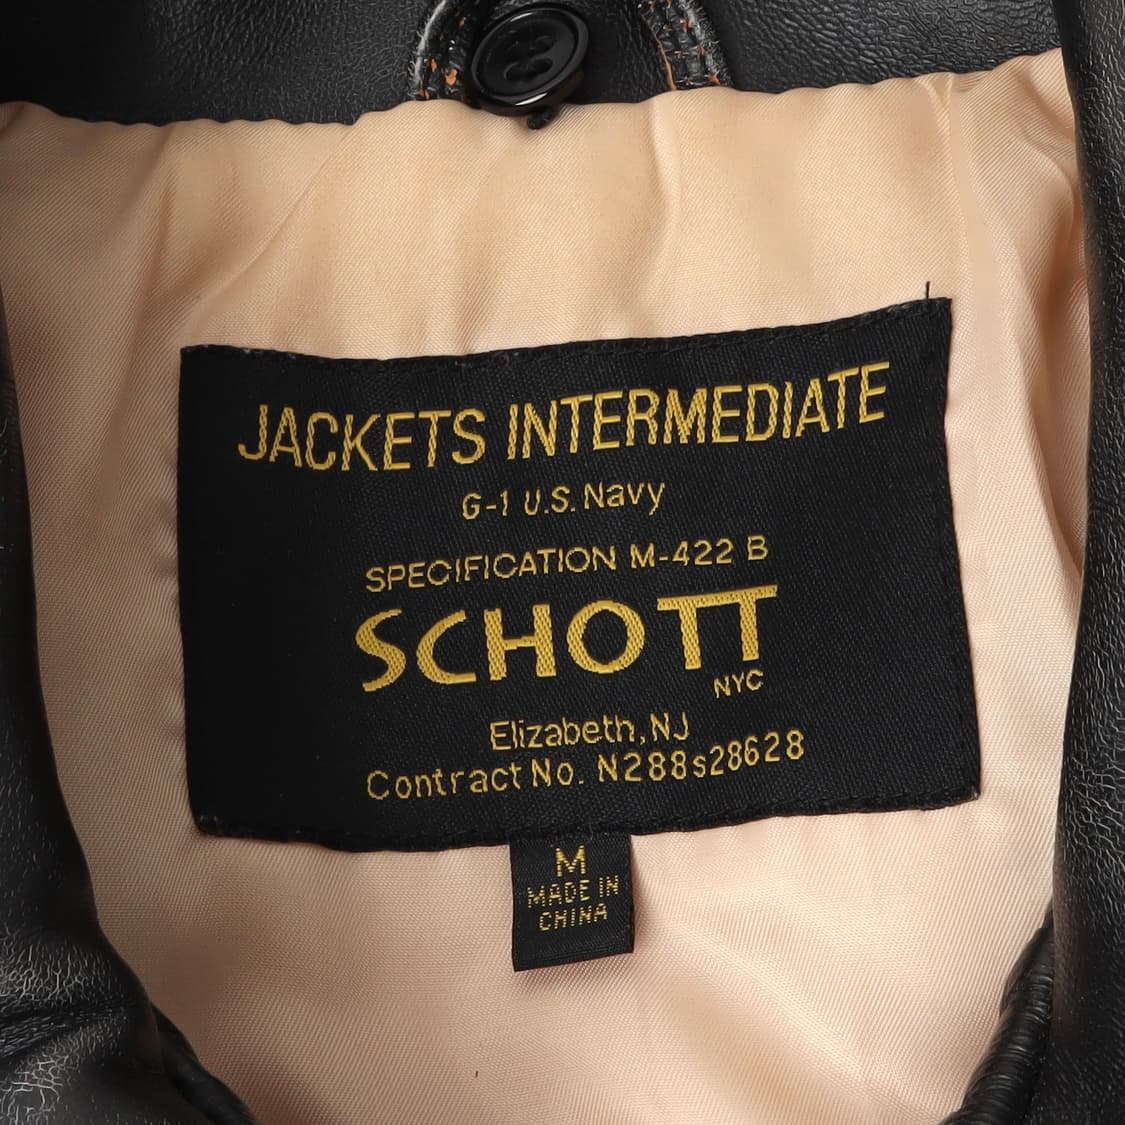 JACKETS INTERMEDIATE
G-1 U.S. Navy
SPECIFICATION M-422 B
SCHOTT
NYC
Elizabeth, NJ
Contract No. N288s28628
M
MADE IN
CHINA